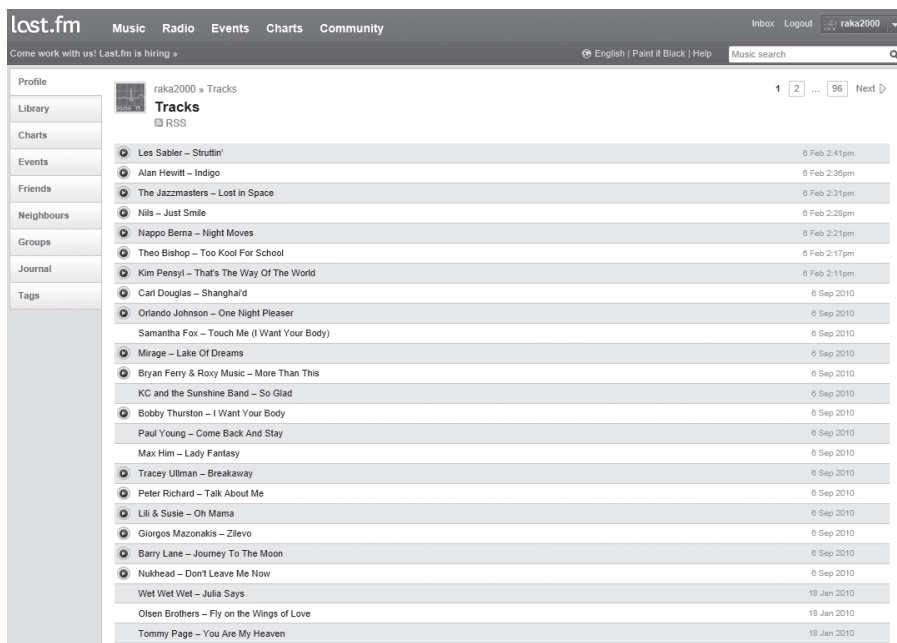 last.fm Music Radio Events Charts Community Inbox Logout raka2000
Come work with us! Last.fm is hiring » English | Paint it Black | Help Music search
Profile
Library
Charts
Events
Friends
Neighbours
Groups
Journal
Tags
raka2000 » Tracks
Tracks
RSS
1 2 ... 96 Next
Les Sabler – Struttin' 6 Feb 2:41pm
Alan Hewitt – Indigo 6 Feb 2:36pm
The Jazzmasters – Lost in Space 6 Feb 2:31pm
Nils – Just Smile 6 Feb 2:28pm
Nappo Berna – Night Moves 6 Feb 2:21pm
Theo Bishop – Too Kool For School 6 Feb 2:17pm
Kim Pensyl – That's The Way Of The World 6 Feb 2:11pm
Carl Douglas – Shanghai'd 6 Sep 2010
Orlando Johnson – One Night Pleaser 6 Sep 2010
Samantha Fox – Touch Me (I Want Your Body) 6 Sep 2010
Mirage – Lake Of Dreams 6 Sep 2010
Bryan Ferry & Roxy Music – More Than This 6 Sep 2010
KC and the Sunshine Band – So Glad 6 Sep 2010
Bobby Thurston – I Want Your Body 6 Sep 2010
Paul Young – Come Back And Stay 6 Sep 2010
Max Him – Lady Fantasy 6 Sep 2010
Tracey Ullman – Breakaway 6 Sep 2010
Peter Richard – Talk About Me 6 Sep 2010
Lili & Susie – Oh Mama 6 Sep 2010
Giorgos Mazonakis – Zilevo 6 Sep 2010
Barry Lane – Journey To The Moon 6 Sep 2010
Nukhead – Don't Leave Me Now 6 Sep 2010
Wet Wet Wet – Julia Says 18 Jan 2010
Olsen Brothers – Fly on the Wings of Love 18 Jan 2010
Tommy Page – You Are My Heaven 18 Jan 2010